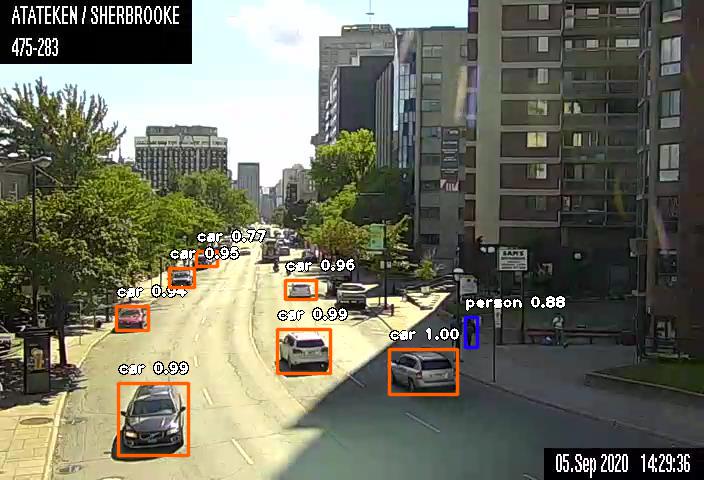 ATATEKEN / SHERBROOKE
475-283
car 0.77
car 0.95
car 0.96
car 0.94
person 0.88
car 0.99
car 1.00
car 0.99
SAM'S
05.Sep 2020 14:29:36